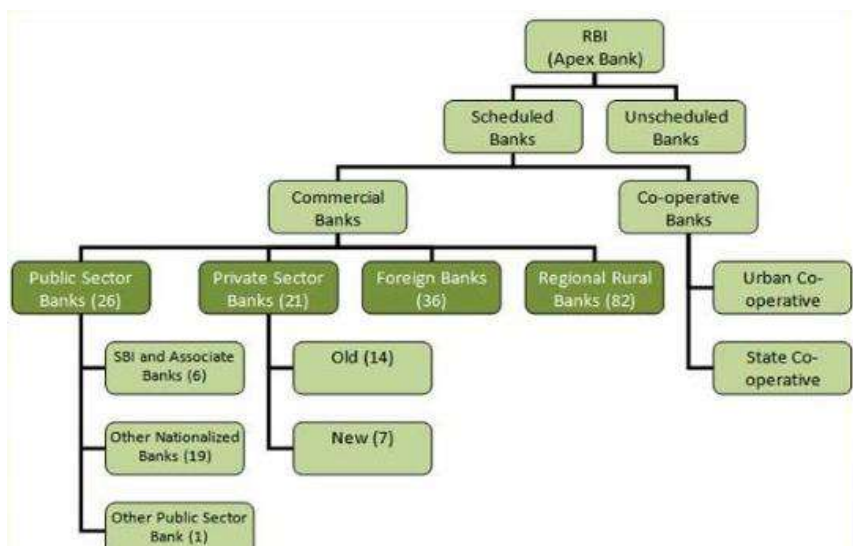 RBI
(Apex Bank)
Scheduled
Banks
Unscheduled
Banks
Commercial
Banks
Co-operative
Banks
Public Sector
Banks (26)
Private Sector
Banks (21)
Foreign Banks
(36)
Regional Rural
Banks (82)
Urban Co-
operative
SBI and Associate
Banks (6)
Old (14)
State Co-
operative
Other Nationalized
Banks (19)
New (7)
Other Public Sector
Bank (1)